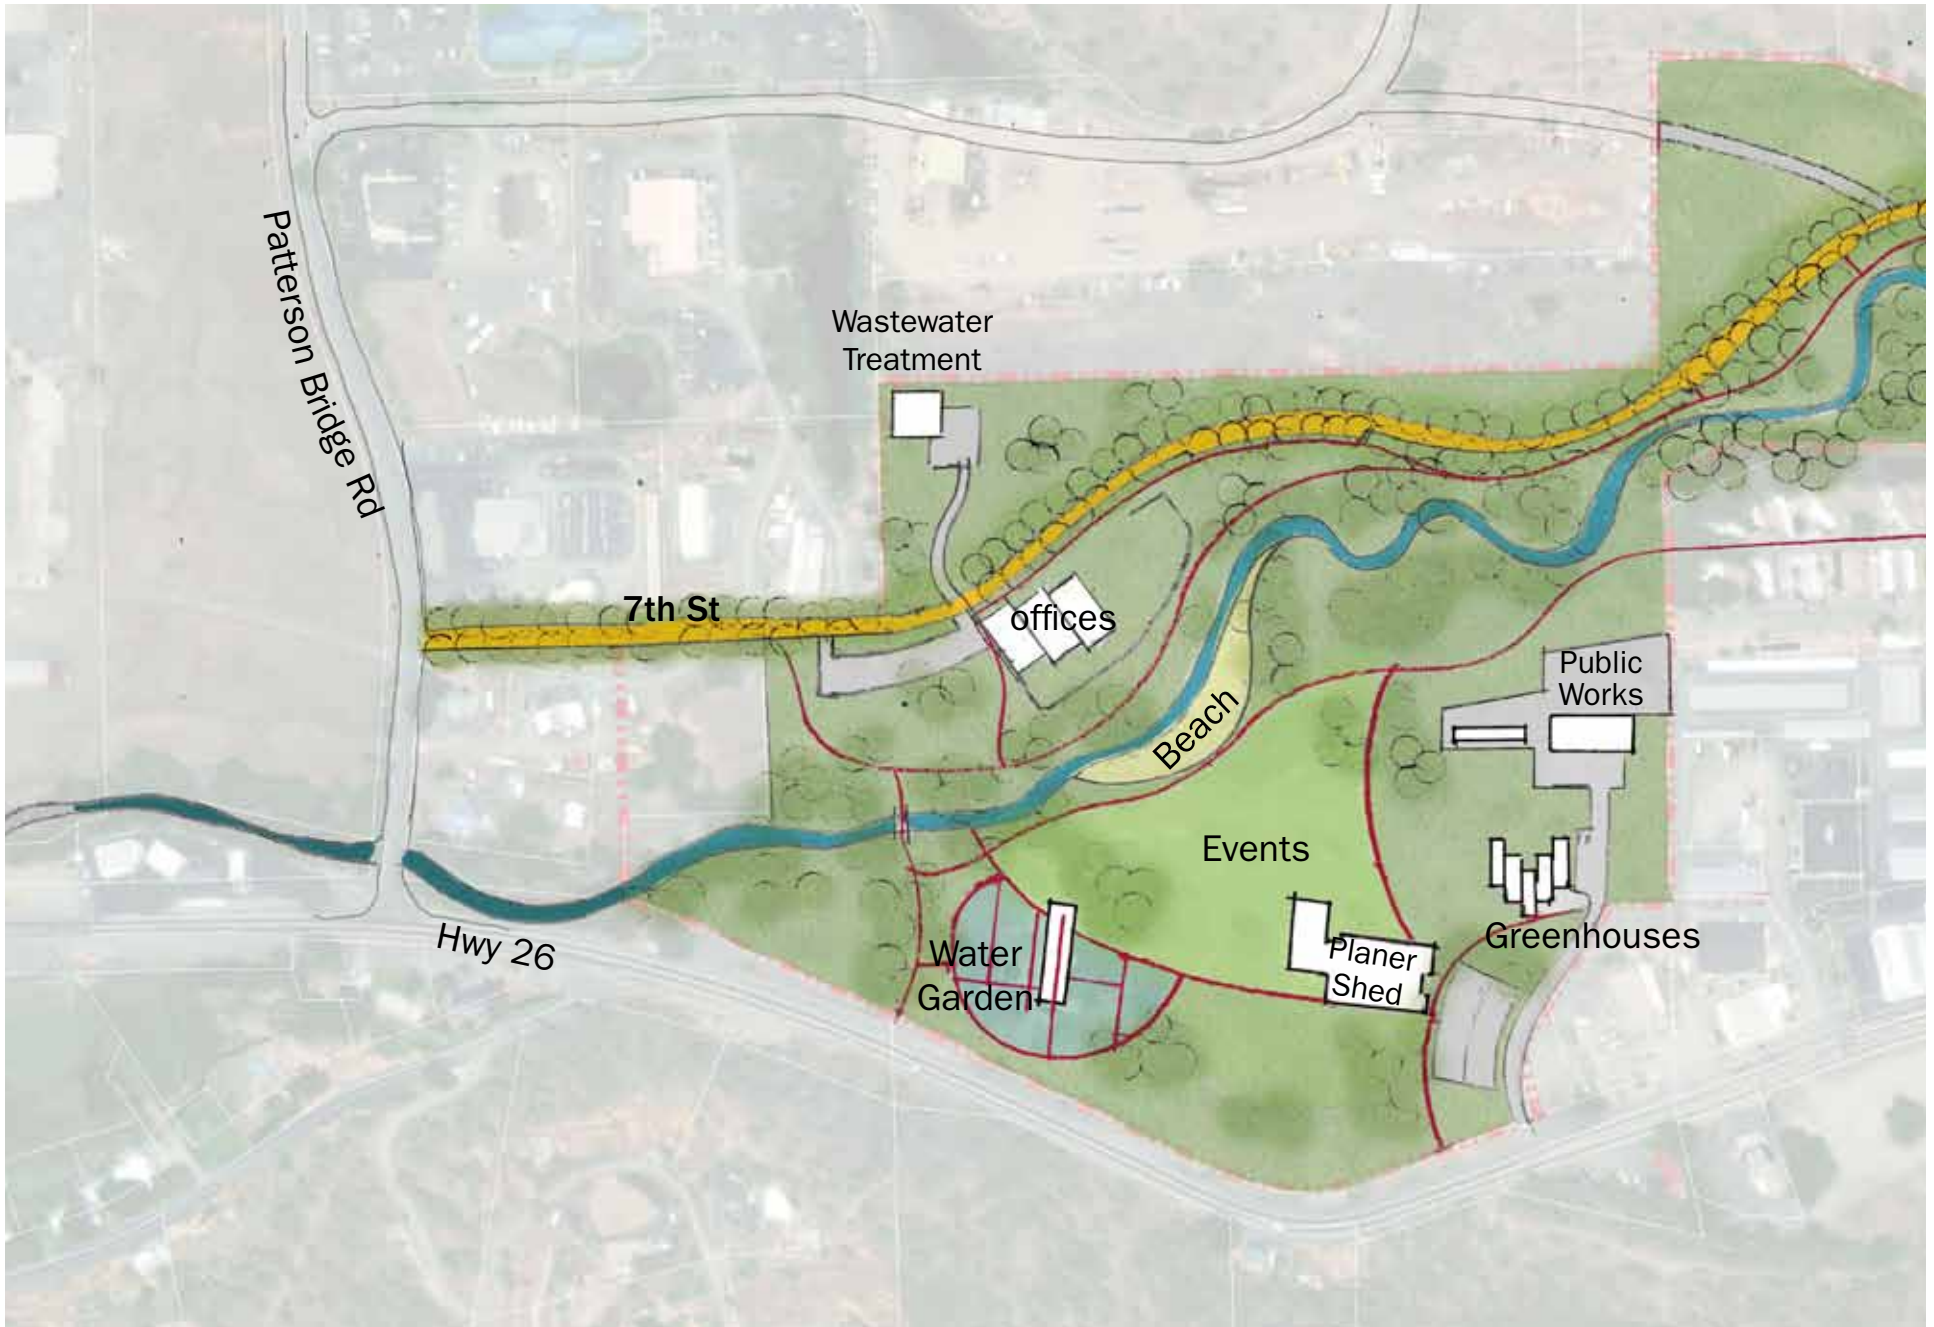 Patterson Bridge Rd
Wastewater
Treatment
7th St
offices
Public
Works
Beach
Events
Hwy 26
Water
Garden
Planer
Shed
Greenhouses